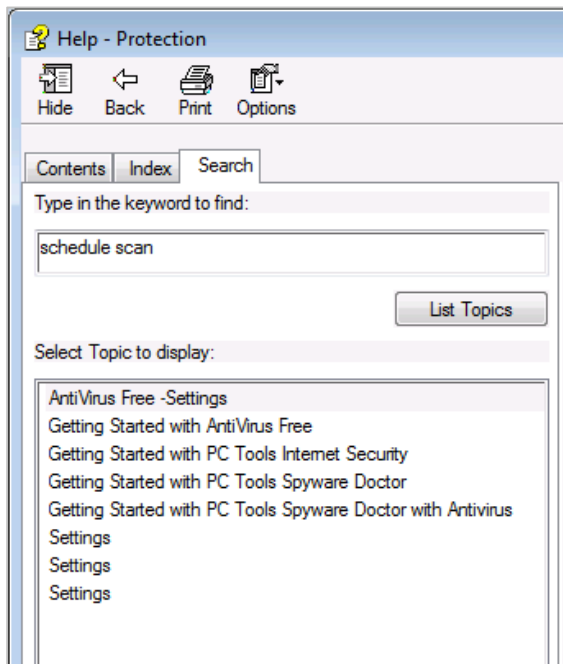 Help - Protection
Hide Back Print Options
Contents Index Search
Type in the keyword to find:
schedule scan
List Topics
Select Topic to display:
AntiVirus Free -Settings
Getting Started with AntiVirus Free
Getting Started with PC Tools Internet Security
Getting Started with PC Tools Spyware Doctor
Getting Started with PC Tools Spyware Doctor with Antivirus
Settings
Settings
Settings